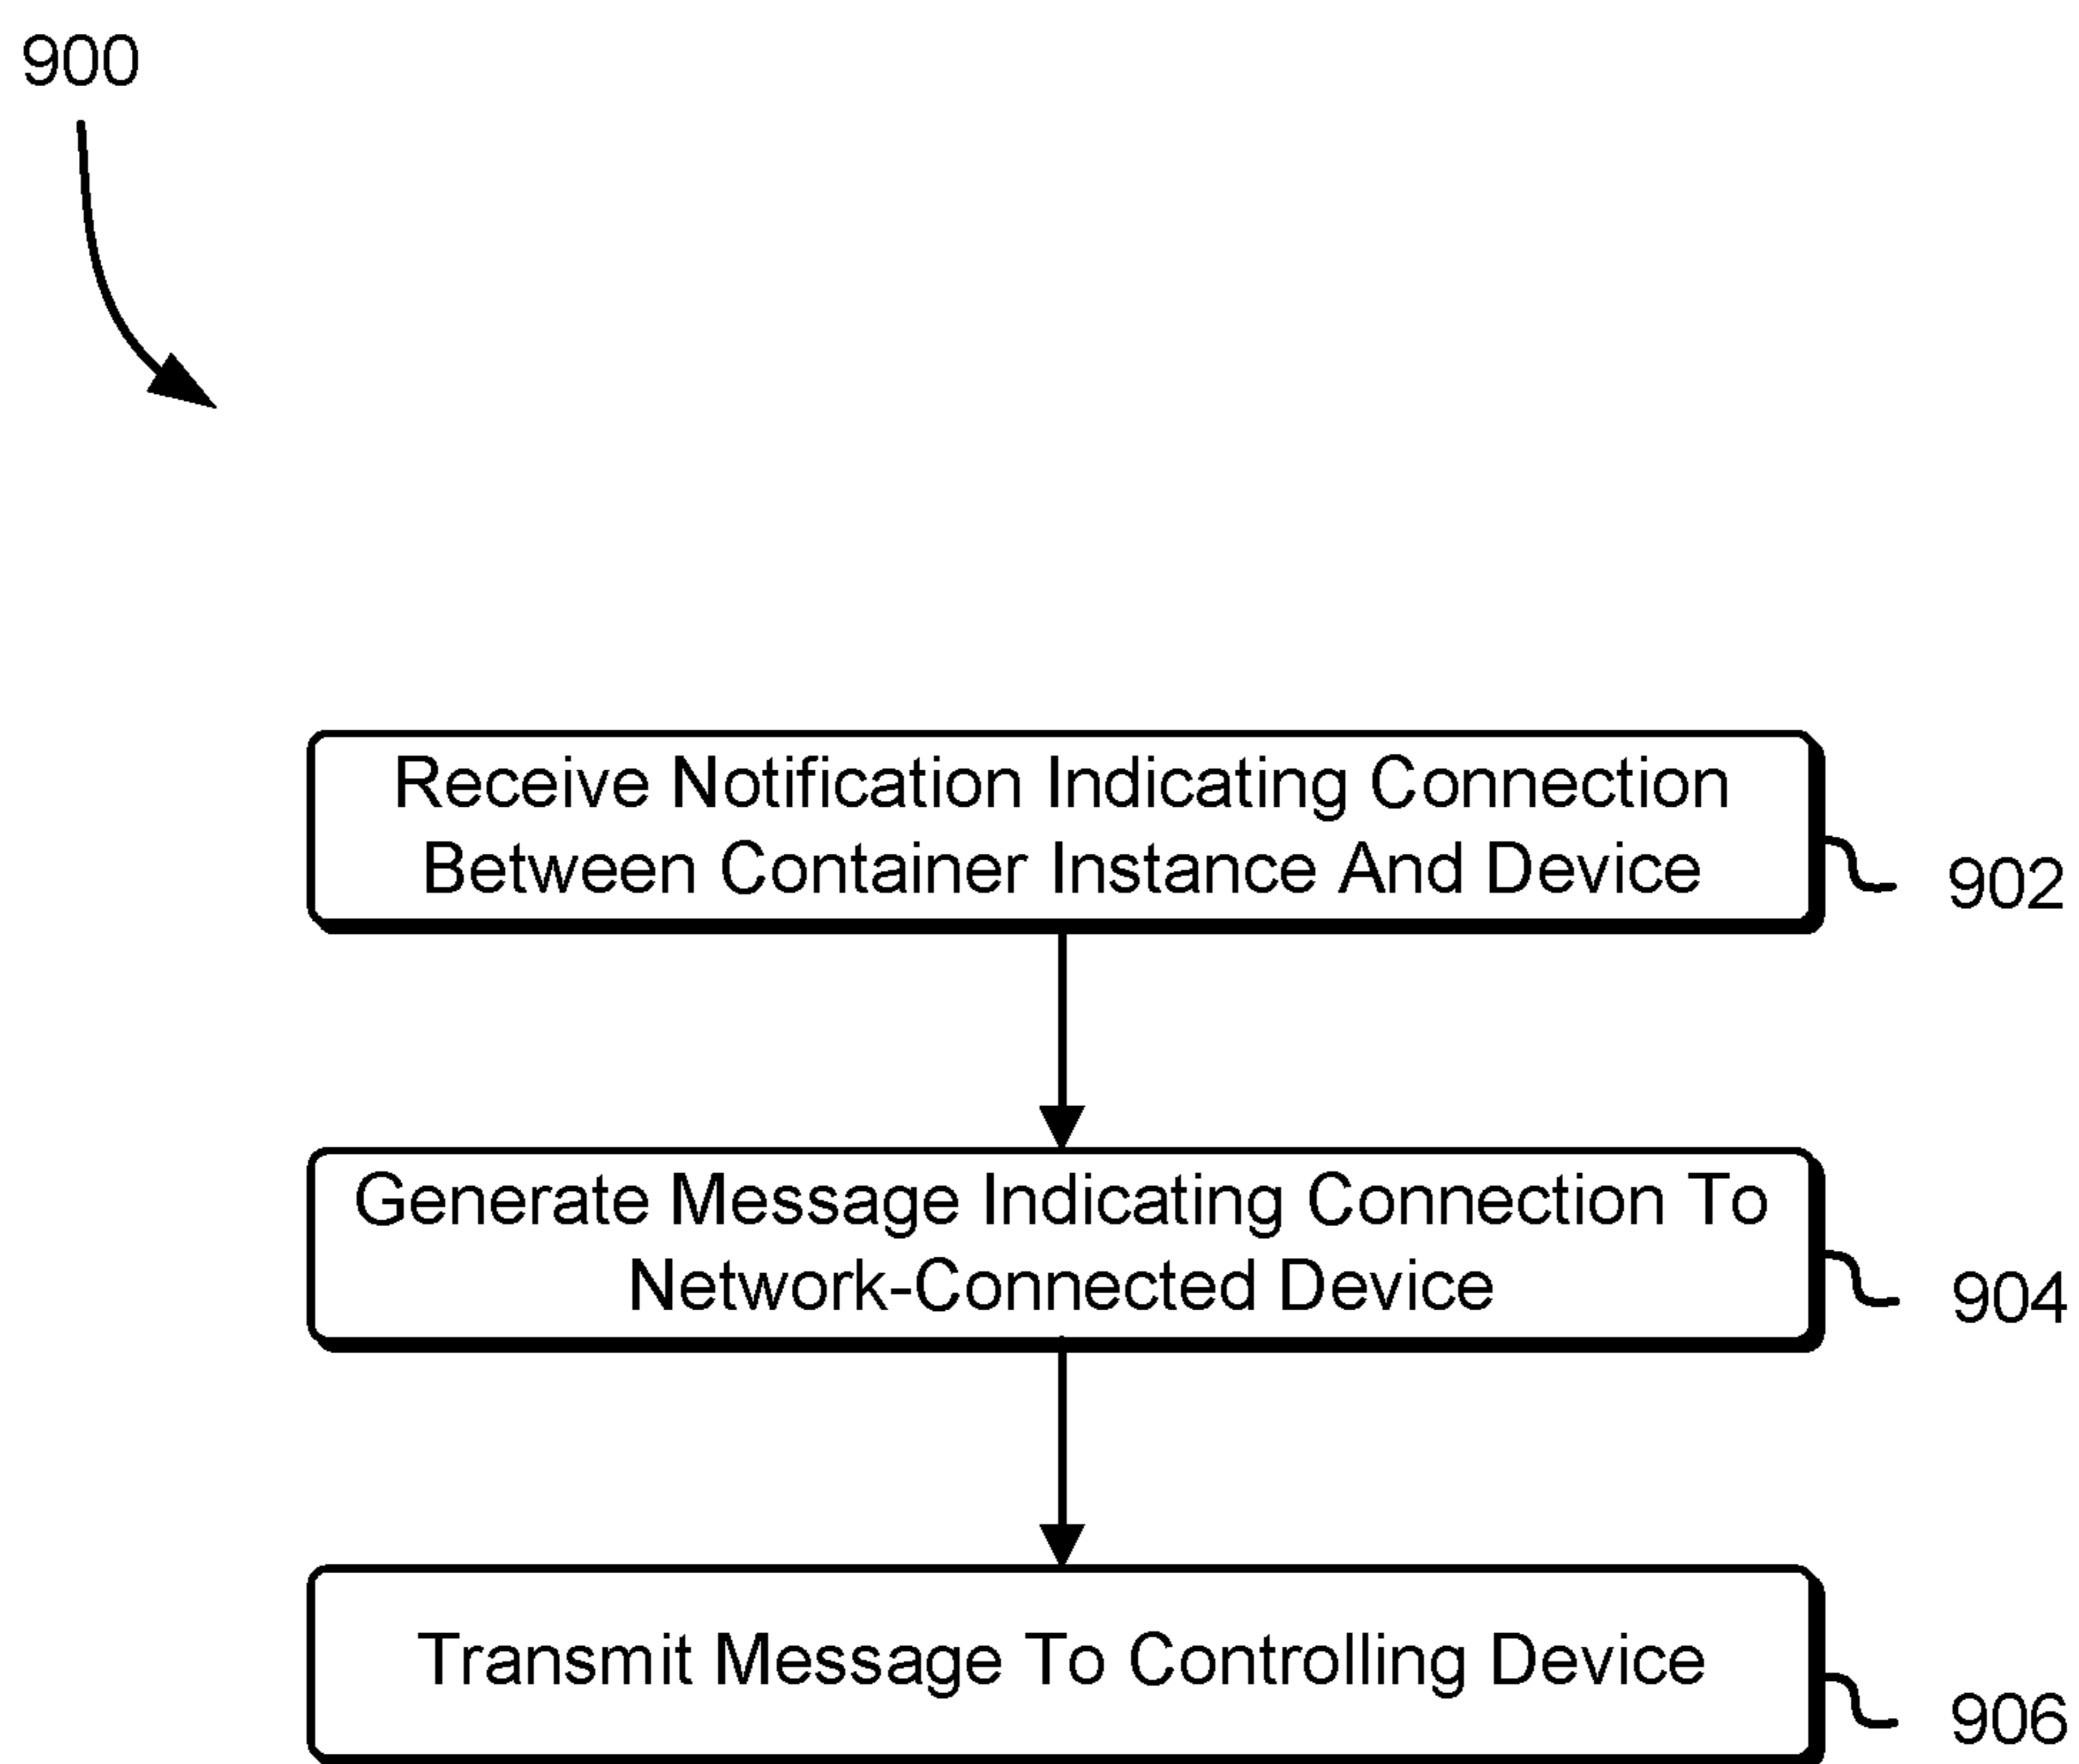 900
Receive Notification Indicating Connection
Between Container Instance And Device
902
Generate Message Indicating Connection To
Network-Connected Device
904
Transmit Message To Controlling Device
906